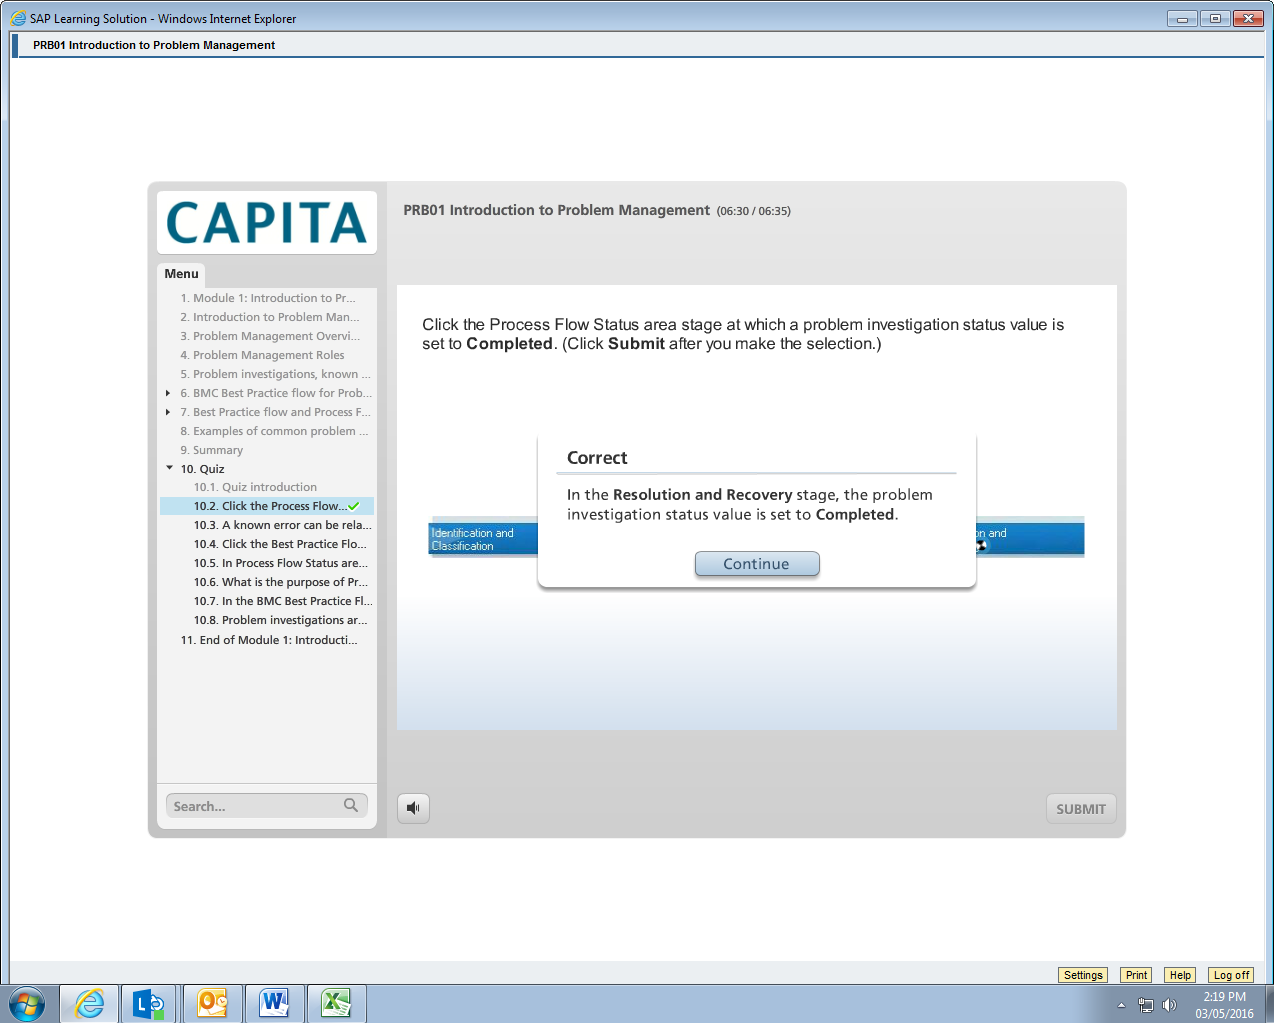 SAP Learning Solution - Windows Internet Explorer
PRB01 Introduction to Problem Management
CAPITA
PRB01 Introduction to Problem Management (06:30 / 06:35)
Menu
1. Module 1: Introduction to Pr...
2. Introduction to Problem Man...
3. Problem Management Overvi...
4. Problem Management Roles
5. Problem investigations, known ...
6. BMC Best Practice flow for Prob...
7. Best Practice flow and Process F...
8. Examples of common problem ...
9. Summary
10. Quiz
10.1. Quiz introduction
10.2. Click the Process Flow...
10.3. A known error can be rela...
10.4. Click the Best Practice Flo...
10.5. In Process Flow Status are...
10.6. What is the purpose of Pr...
10.7. In the BMC Best Practice Fl...
10.8. Problem investigations ar...
11. End of Module 1: Introducti...
Search...
Click the Process Flow Status area stage at which a problem investigation status value is
set to Completed. (Click Submit after you make the selection.)
Identification and
Classification
Correct
In the Resolution and Recovery stage, the problem
investigation status value is set to Completed.
Continue
on and
SUBMIT
Settings
Print
Help
Log off
2:19 PM
03/05/2016